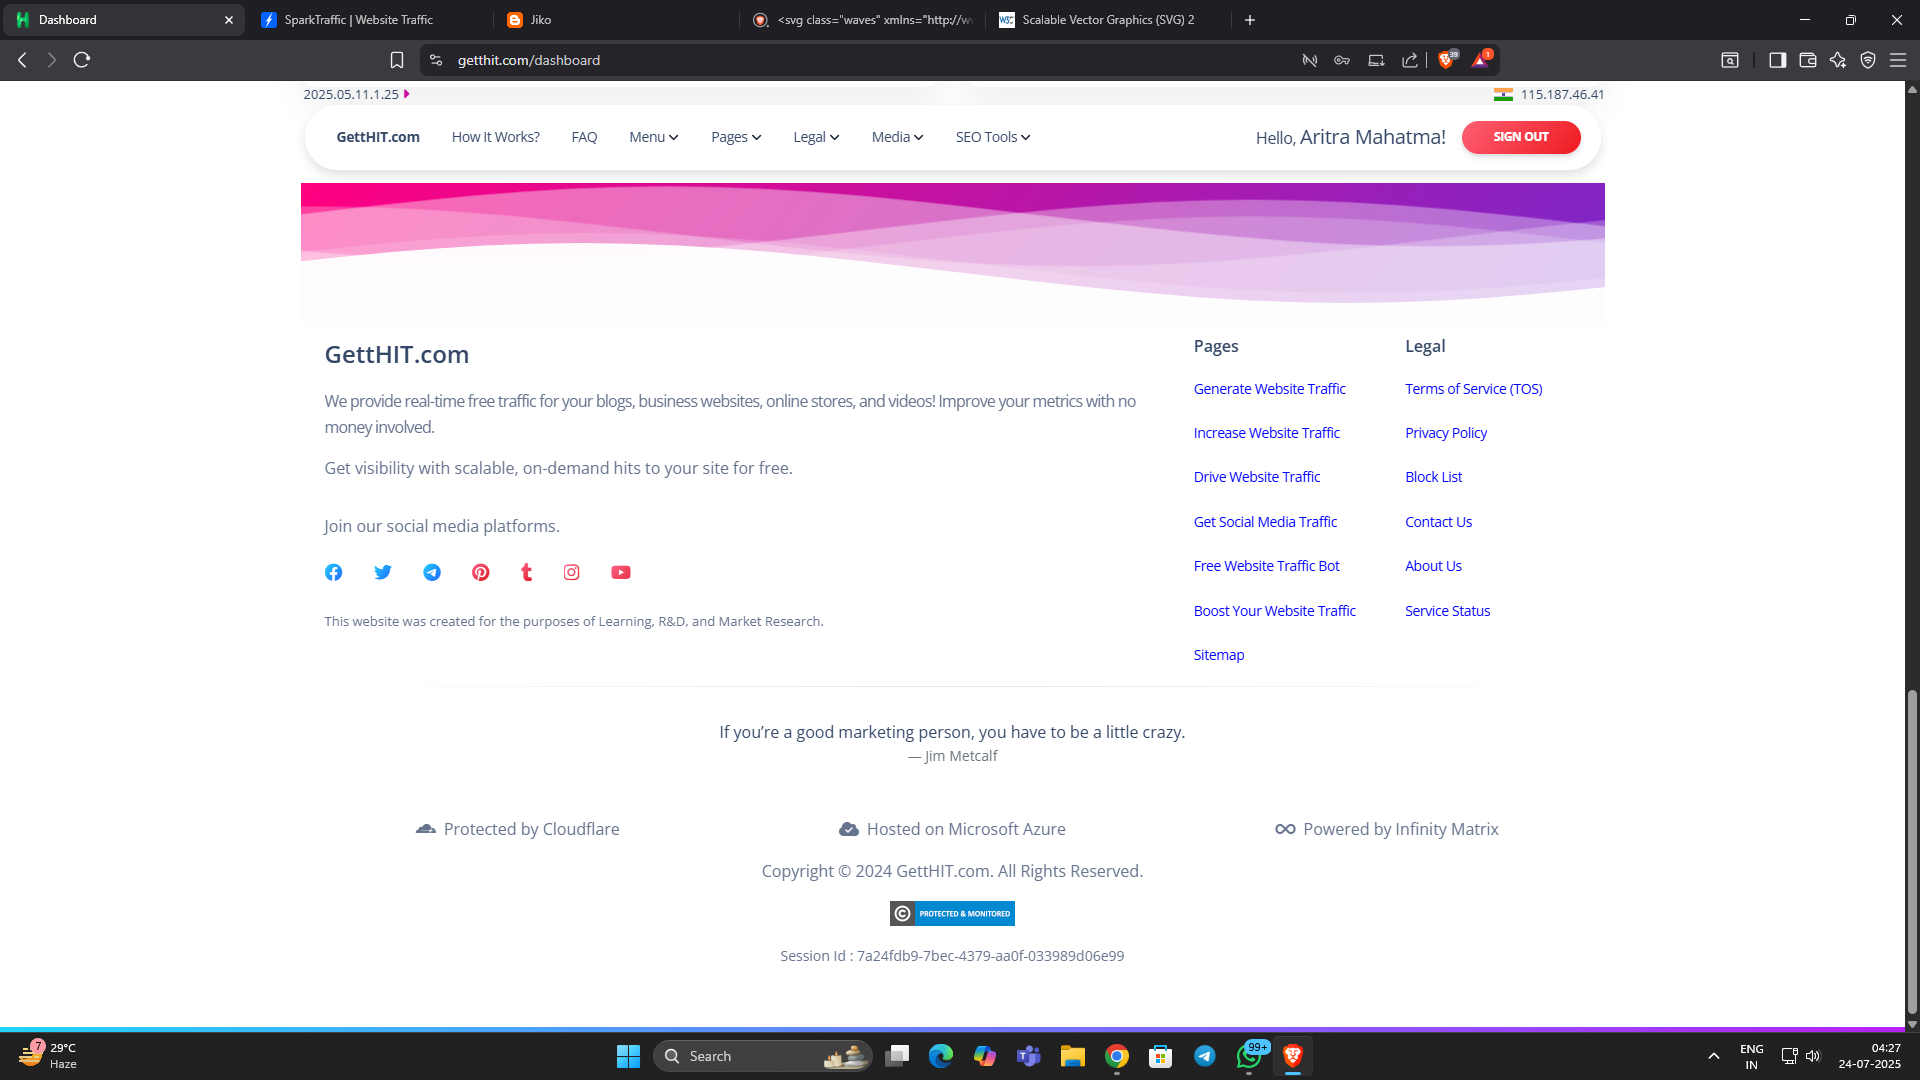 Dashboard
SparkTraffic | Website Traffic
Jiko
<svg class="waves" xmlns="http://w
Scalable Vector Graphics (SVG) 2
getthit.com/dashboard
39
1
2025.05.11.1.25
115.187.46.41
GettHIT.com
How It Works?
FAQ
Menu
Pages
Legal
Media
SEO Tools
Hello, Aritra Mahatma!
SIGN OUT
GettHIT.com
We provide real-time free traffic for your blogs, business websites, online stores, and videos! Improve your metrics with no
money involved.
Get visibility with scalable, on-demand hits to your site for free.
Join our social media platforms.
This website was created for the purposes of Learning, R&D, and Market Research.
Pages
Generate Website Traffic
Increase Website Traffic
Drive Website Traffic
Get Social Media Traffic
Free Website Traffic Bot
Boost Your Website Traffic
Sitemap
Legal
Terms of Service (TOS)
Privacy Policy
Block List
Contact Us
About Us
Service Status
If you’re a good marketing person, you have to be a little crazy.
— Jim Metcalf
Protected by Cloudflare
Hosted on Microsoft Azure
Powered by Infinity Matrix
Copyright © 2024 GettHIT.com. All Rights Reserved.
© PROTECTED & MONITORED
Session Id : 7a24fdb9-7bec-4379-aa0f-033989d06e99
7
29°C
Haze
Search
99+
ENG
IN
04:27
24-07-2025